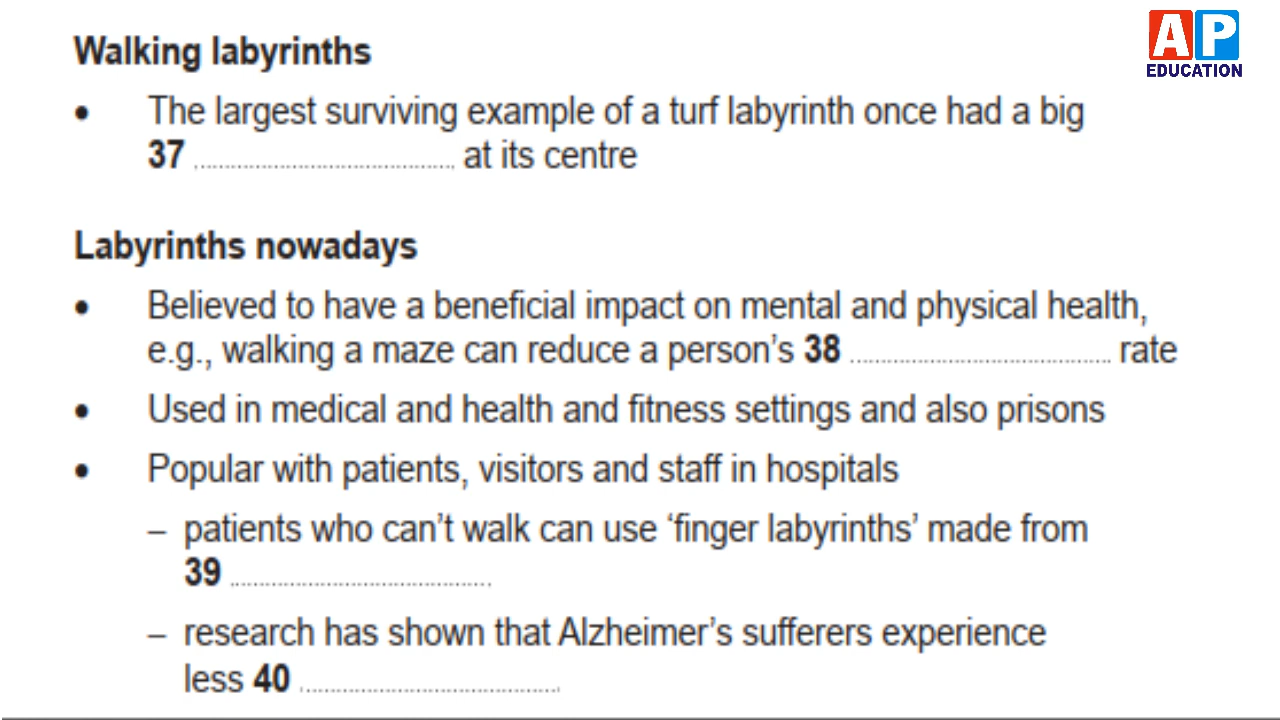 AP
EDUCATION
Walking labyrinths
• The largest surviving example of a turf labyrinth once had a big
37 ........................................ at its centre
Labyrinths nowadays
• Believed to have a beneficial impact on mental and physical health,
e.g., walking a maze can reduce a person's 38 ........................................ rate
• Used in medical and health and fitness settings and also prisons
• Popular with patients, visitors and staff in hospitals
– patients who can't walk can use 'finger labyrinths' made from
39 ........................................
– research has shown that Alzheimer's sufferers experience
less 40 ........................................